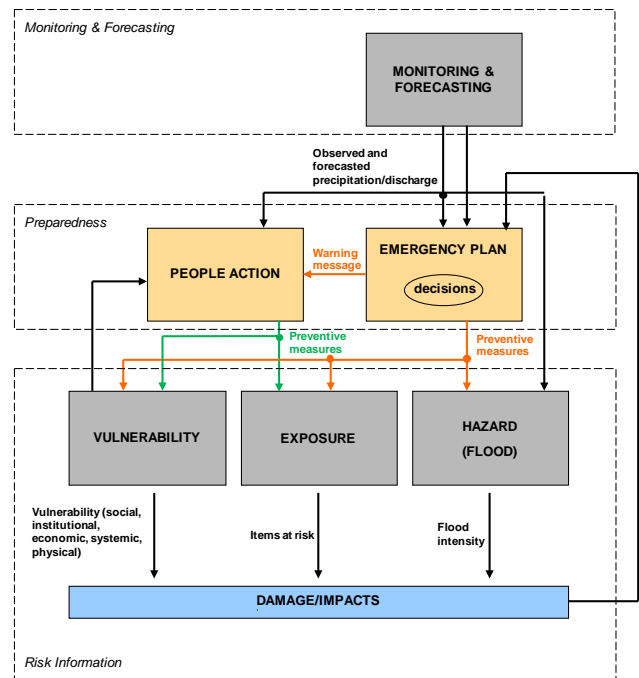 Monitoring & Forecasting
MONITORING &
FORECASTING
Observed and
forecasted
precipitation/discharge
Preparedness
PEOPLE ACTION
Warning
message
EMERGENCY PLAN
decisions
Preventive
measures
Preventive
measures
VULNERABILITY
EXPOSURE
HAZARD
(FLOOD)
Vulnerability (social,
institutional,
economic, systemic,
physical)
Items at risk
Flood
intensity
DAMAGE/IMPACTS
Risk Information